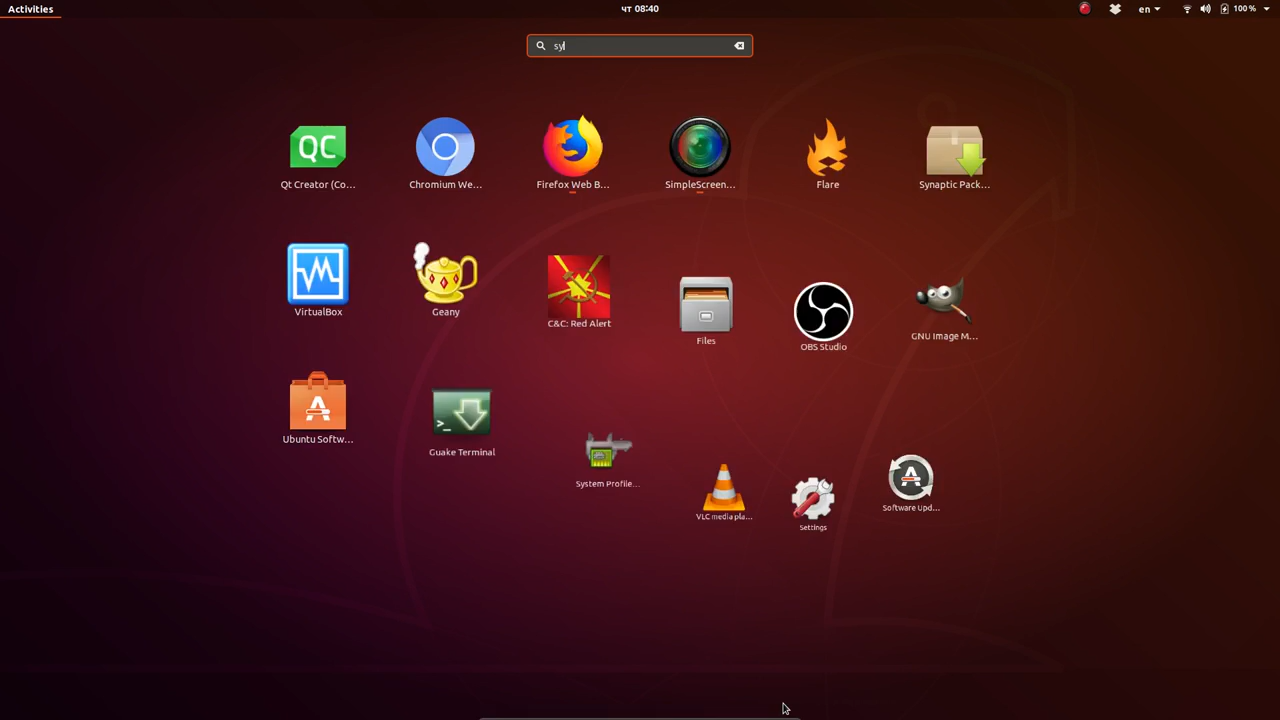 Activities
чт 08:40
en
100 %
sy
QC
Qt Creator (Co...
Chromium We...
Firefox Web B...
SimpleScreen...
Flare
Synaptic Pack...
VirtualBox
Geany
C&C: Red Alert
Files
OBS Studio
GNU Image M...
Ubuntu Softw...
>_
Guake Terminal
System Profile...
VLC media pla...
Settings
Software Upd...